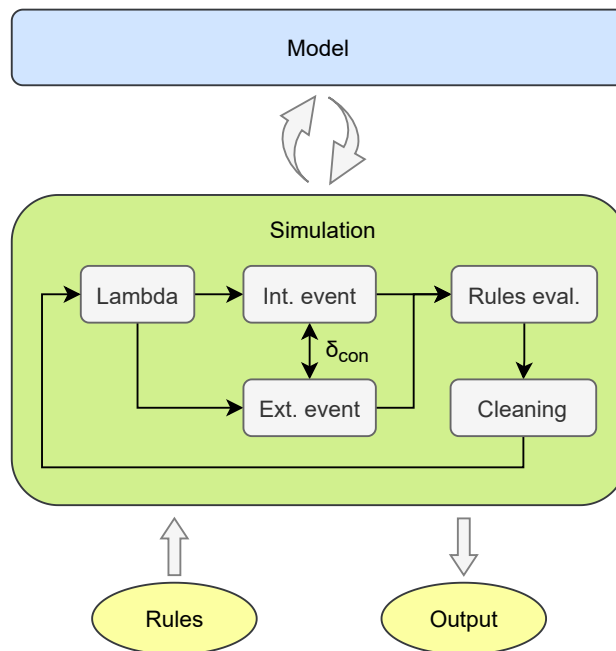 Model
Simulation
Lambda
Int. event
Rules eval.
δcon
Ext. event
Cleaning
Rules
Output